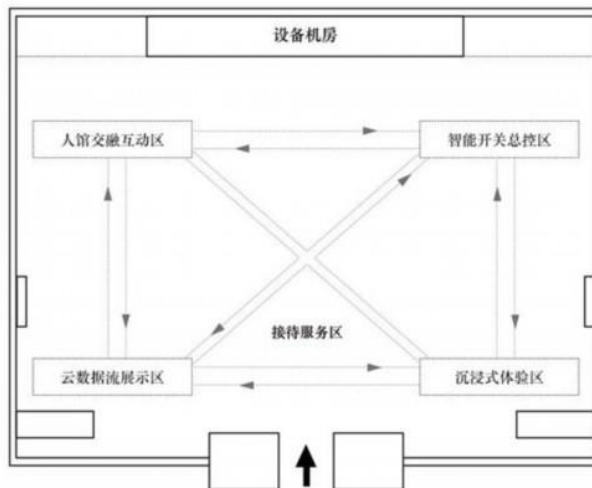 设备机房
人馆交融互动区
智能开关总控区
接待服务区
云数据流展示区
沉浸式体验区